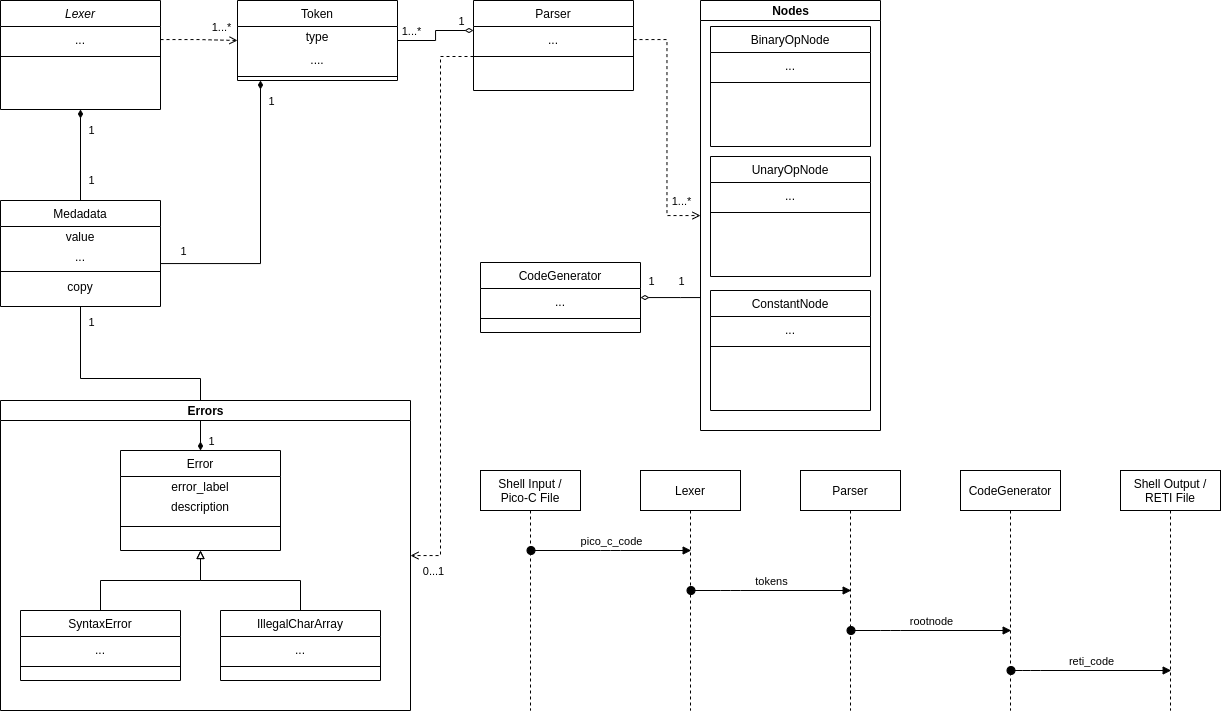 Lexer
...
1...*
Token
type
....
1...*
1
Parser
...
Nodes
BinaryOpNode
...
UnaryOpNode
...
ConstantNode
...
1...*
1
1
1
1
Medadata
value
...
copy
1
1
CodeGenerator
...
1
1
Errors
1
Error
error_label
description
0...1
SyntaxError
...
IllegalCharArray
...
Shell Input /
Pico-C File
Lexer
Parser
CodeGenerator
Shell Output /
RETI File
pico_c_code
tokens
rootnode
reti_code